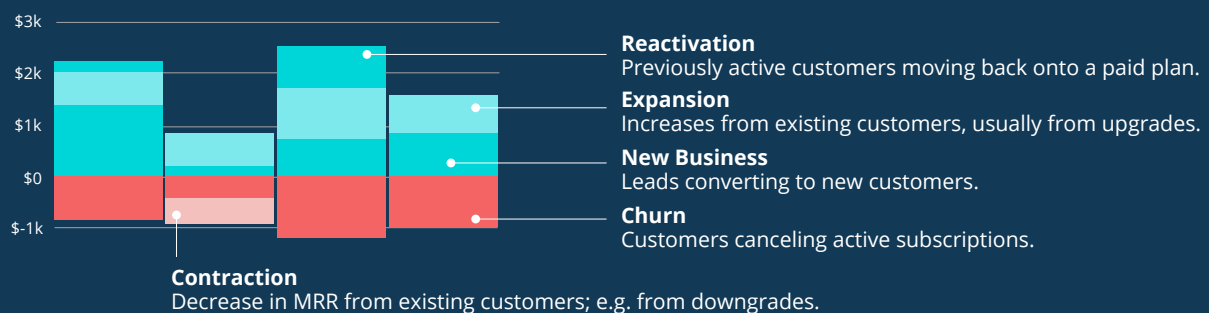 $3k
$2k
$1k
$0
$-1k
Reactivation
Previously active customers moving back onto a paid plan.
Expansion
Increases from existing customers, usually from upgrades.
New Business
Leads converting to new customers.
Churn
Customers canceling active subscriptions.
Contraction
Decrease in MRR from existing customers; e.g. from downgrades.